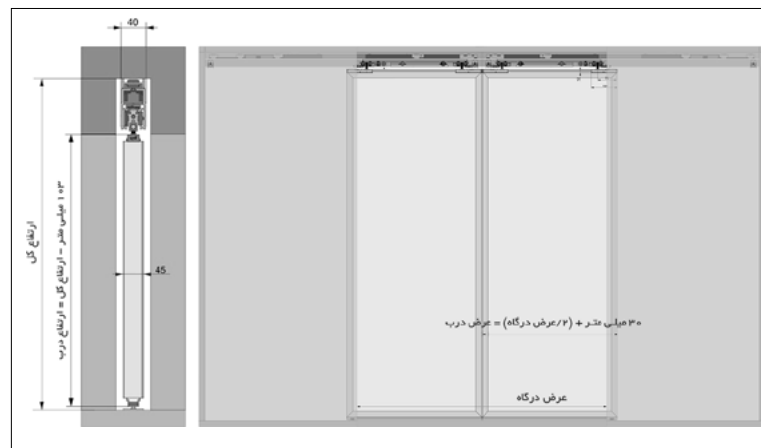 40
ارتفاع کل
ارتفاع درب = ارتفاع کل - ۱۰۳ میلی متر
45
عرض درب = (عرض درگاه/۲) + ۳۰ میلی متر
عرض درگاه